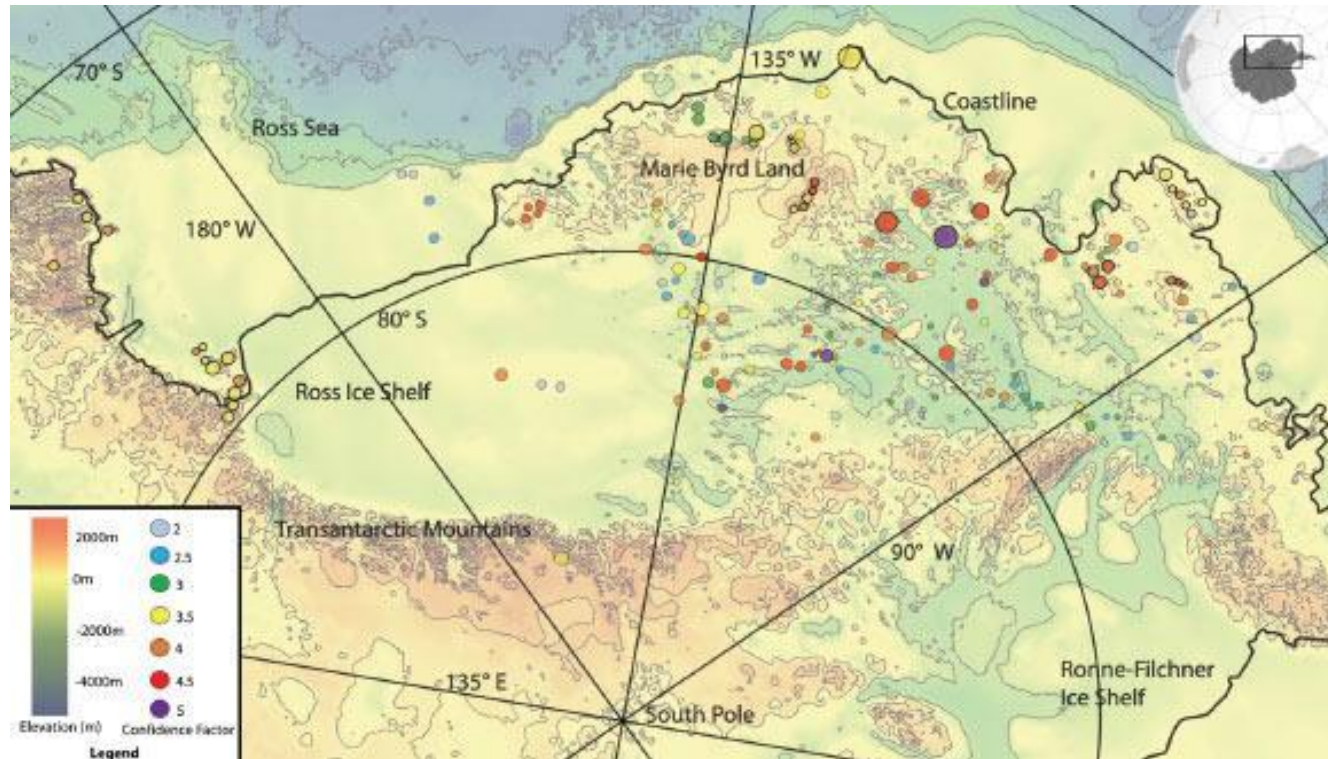 70° S
135° W
Coastline
Ross Sea
Marie Byrd Land
180° W
80° S
Ross Ice Shelf
Transantarctic Mountains
90° W
135° E
South Pole
Ronne-Filchner
Ice Shelf
2000m
0m
-2000m
-4000m
Elevation (m)
2
2.5
3
3.5
4
4.5
5
Confidence Factor
Legend